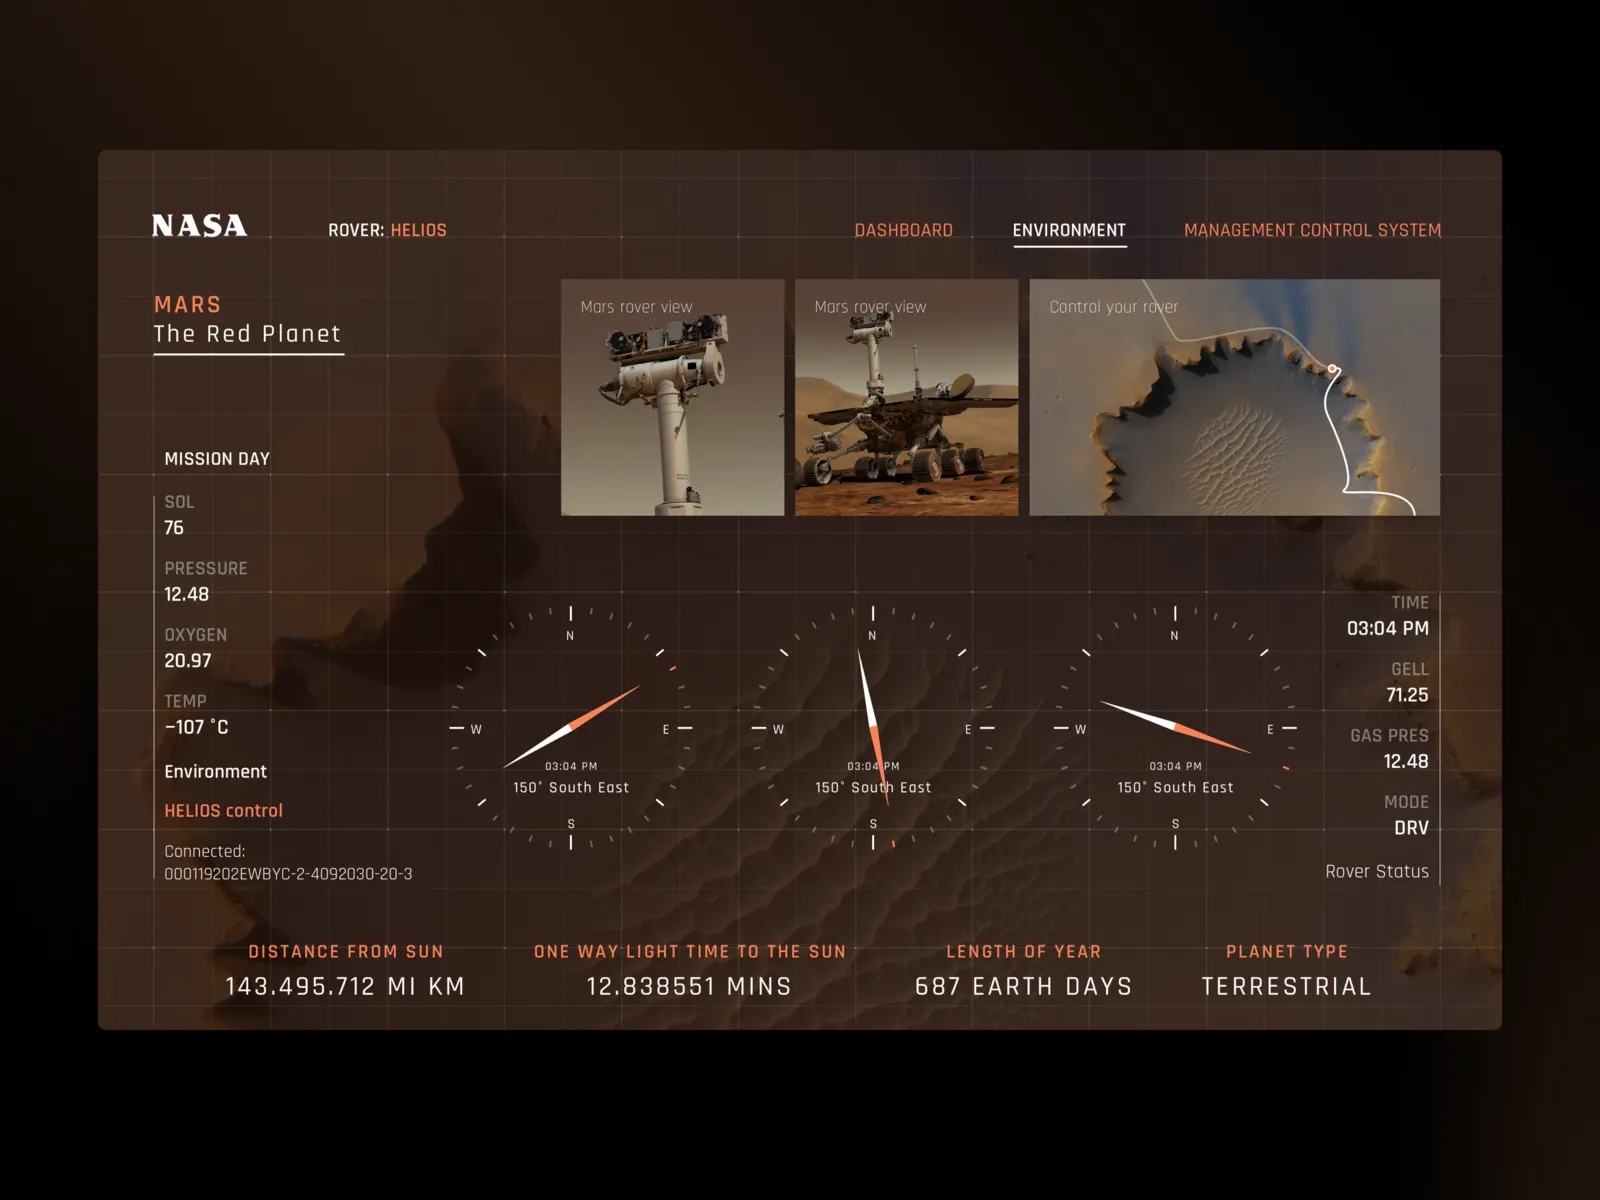 NASA
ROVER: HELIOS
DASHBOARD
ENVIRONMENT
MANAGEMENT CONTROL SYSTEM
MARS
The Red Planet
Mars rover view
Mars rover view
Control your rover
MISSION DAY
SOL
76
PRESSURE
12.48
OXYGEN
20.97
TEMP
−107 °C
Environment
HELIOS control
Connected:
000119202EWBYC-2-4092030-20-3
N
W
E
03:04 PM
150° South East
S
N
W
E
03:04 PM
150° South East
S
N
W
E
03:04 PM
150° South East
S
TIME
03:04 PM
GELL
71.25
GAS PRES
12.48
MODE
DRV
Rover Status
DISTANCE FROM SUN
143.495.712 MI KM
ONE WAY LIGHT TIME TO THE SUN
12.838551 MINS
LENGTH OF YEAR
687 EARTH DAYS
PLANET TYPE
TERRESTRIAL